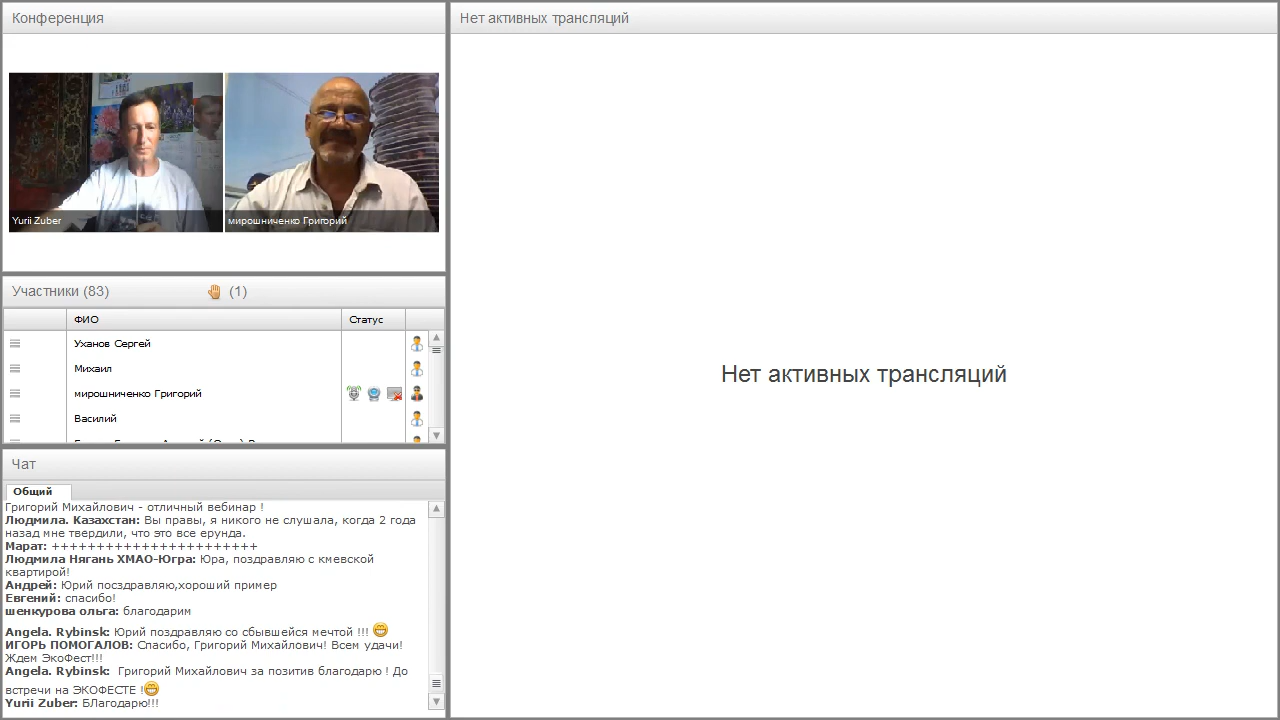 Конференция
Нет активных трансляций
Yurii Zuber
мирошниченко Григорий
Участники (83)
(1)
ФИО
Статус
Уханов Сергей
Михаил
мирошниченко Григорий
Василий
Нет активных трансляций
Чат
Общий
Григорий Михайлович - отличный вебинар !
Людмила. Казахстан: Вы правы, я никого не слушала, когда 2 года
назад мне твердили, что это все ерунда.
Марат: +++++++++++++++++++++++
Людмила Нягань ХМАО-Югра: Юра, поздравляю с кмевской
квартирой!
Андрей: Юрий посздравляю,хороший пример
Евгений: спасибо!
шенкурова ольга: благодарим
Angela. Rybinsk: Юрий поздравляю со сбывшейся мечтой !!!
ИГОРЬ ПОМОГАЛОВ: Спасибо, Григорий Михайлович! Всем удачи!
Ждем ЭкоФест!!!
Angela. Rybinsk: Григорий Михайлович за позитив благодарю ! До
встречи на ЭКОФЕСТЕ !
Yurii Zuber: БЛагодарю!!!